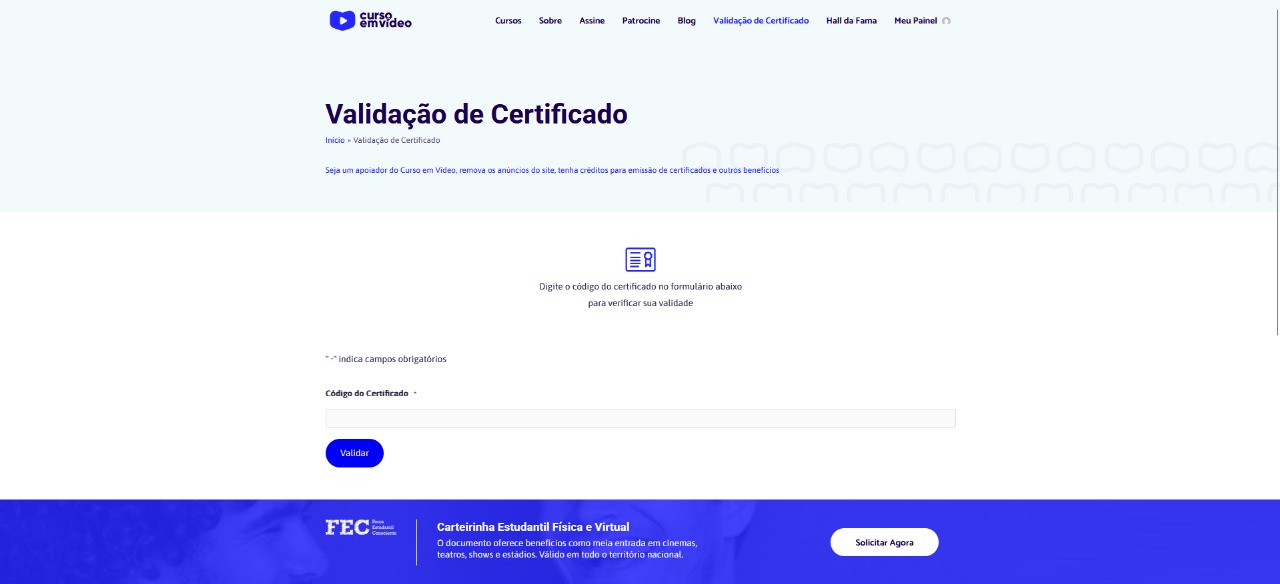 curso
emvídeo
Cursos Sobre Assine Patrocine Blog Validação de Certificado Hall da Fama Meu Painel
Validação de Certificado
Início » Validação de Certificado
Seja um apoiador do Curso em Vídeo, remova os anúncios do site, tenha créditos para emissão de certificados e outros benefícios
Digite o código do certificado no formulário abaixo
para verificar sua validade
"*" indica campos obrigatórios
Código do Certificado *
Validar
FEC Força
Estudantil
Consciente
Carteirinha Estudantil Física e Virtual
O documento oferece benefícios como meia entrada em cinemas,
teatros, shows e estádios. Válido em todo o território nacional.
Solicitar Agora